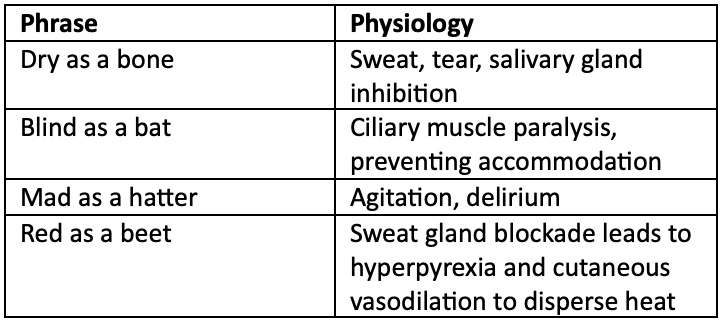 Phrase Physiology
Dry as a bone Sweat, tear, salivary gland
inhibition
Blind as a bat Ciliary muscle paralysis,
preventing accommodation
Mad as a hatter Agitation, delirium
Red as a beet Sweat gland blockade leads to
hyperpyrexia and cutaneous
vasodilation to disperse heat